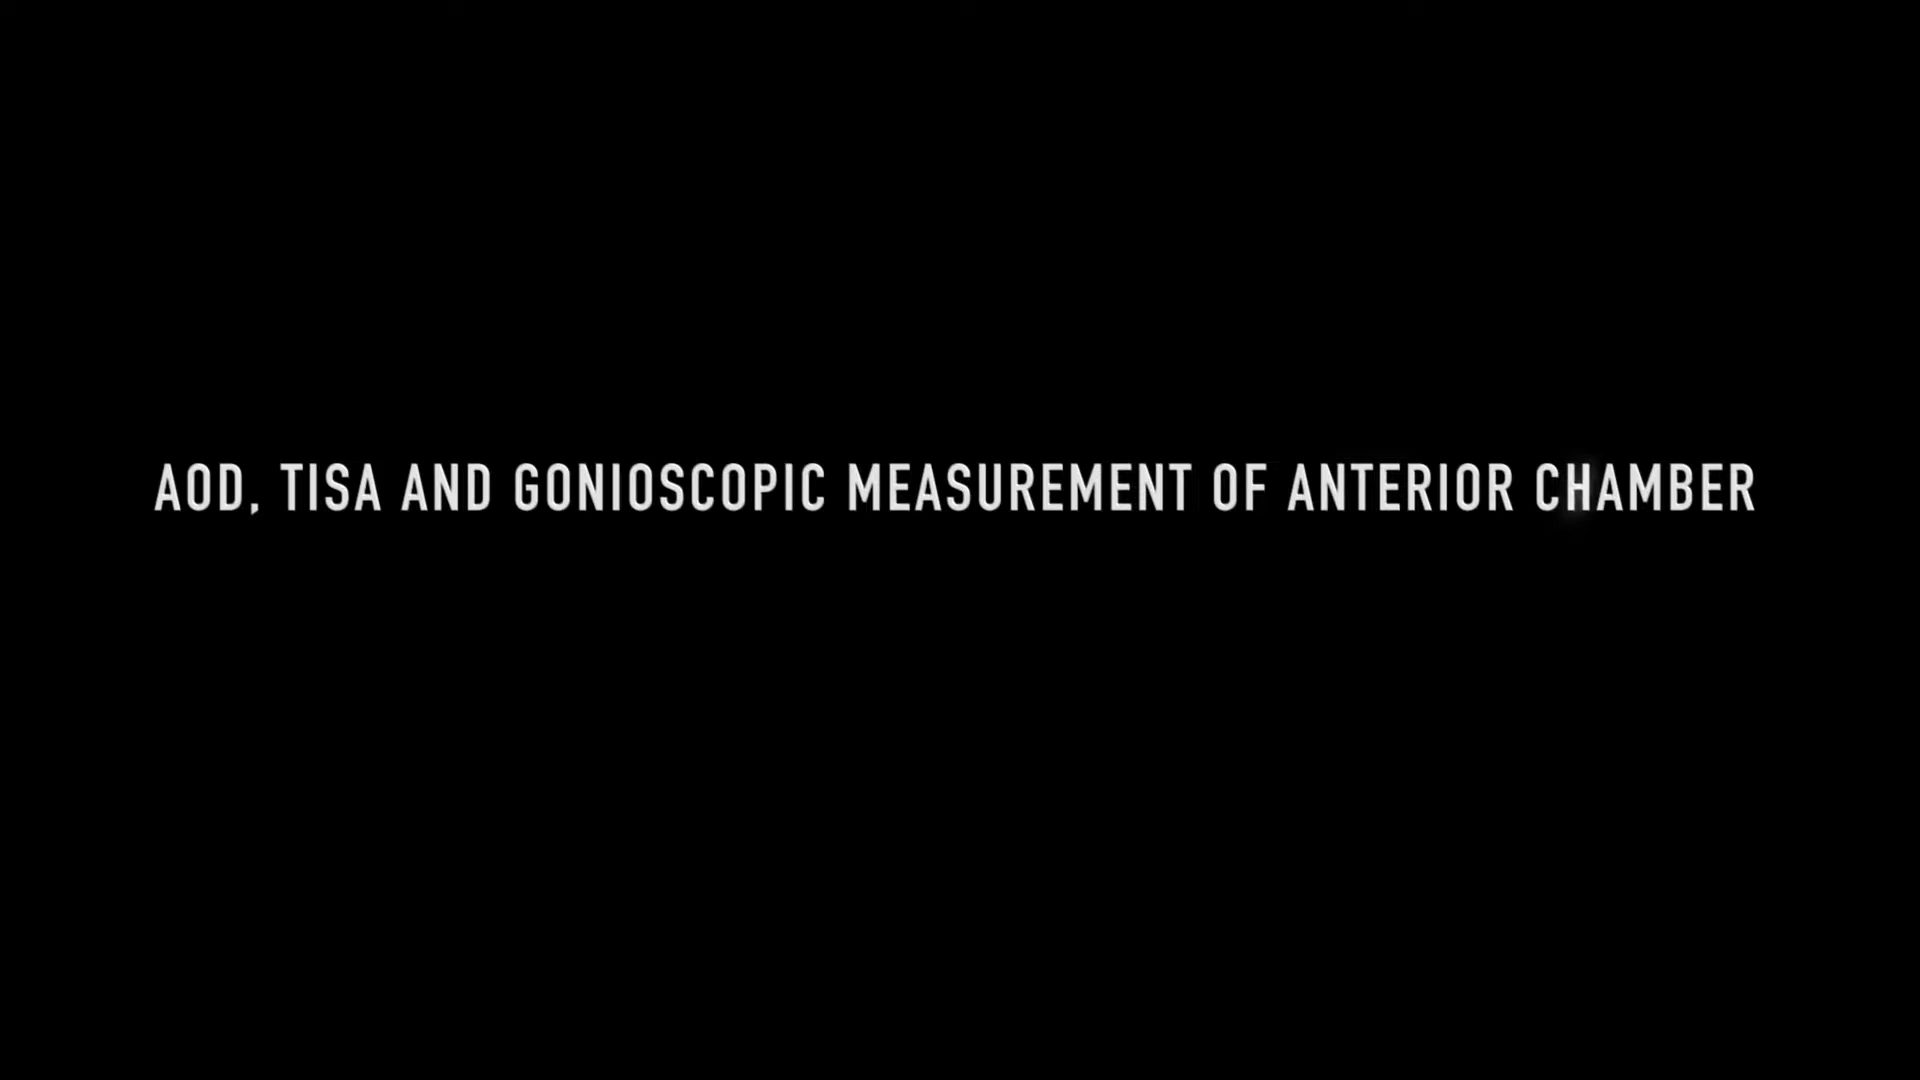 AOD, TISA AND GONIOSCOPIC MEASUREMENT OF ANTERIOR CHAMBER